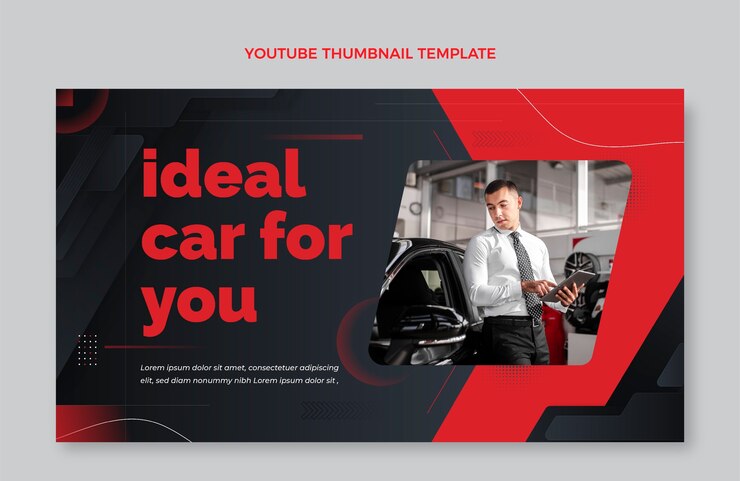 YOUTUBE THUMBNAIL TEMPLATE
ideal
car for
you
Lorem ipsum dolor sit amet, consectetuer adipiscing
elit, sed diam nonummy nibh Lorem ipsum dolor sit ,